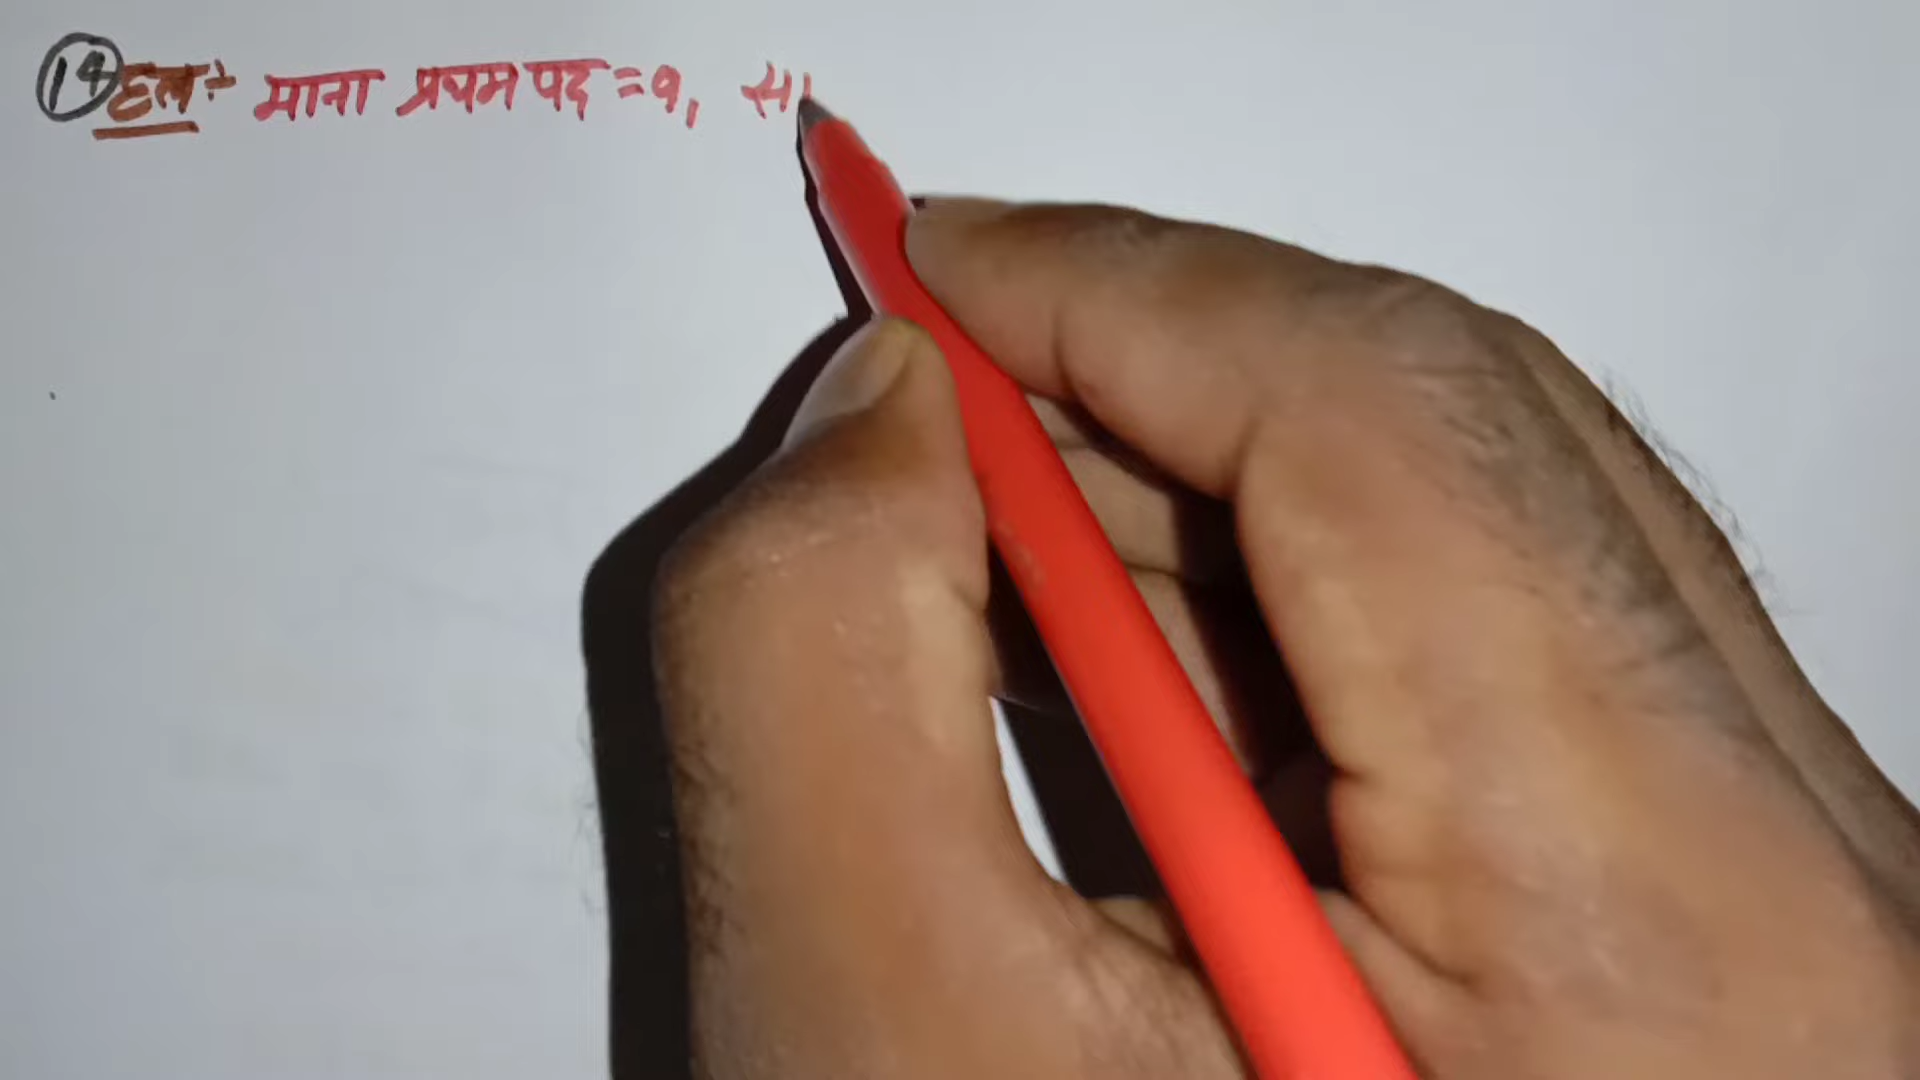 14 हल:- माना प्रथम पद = a, सा